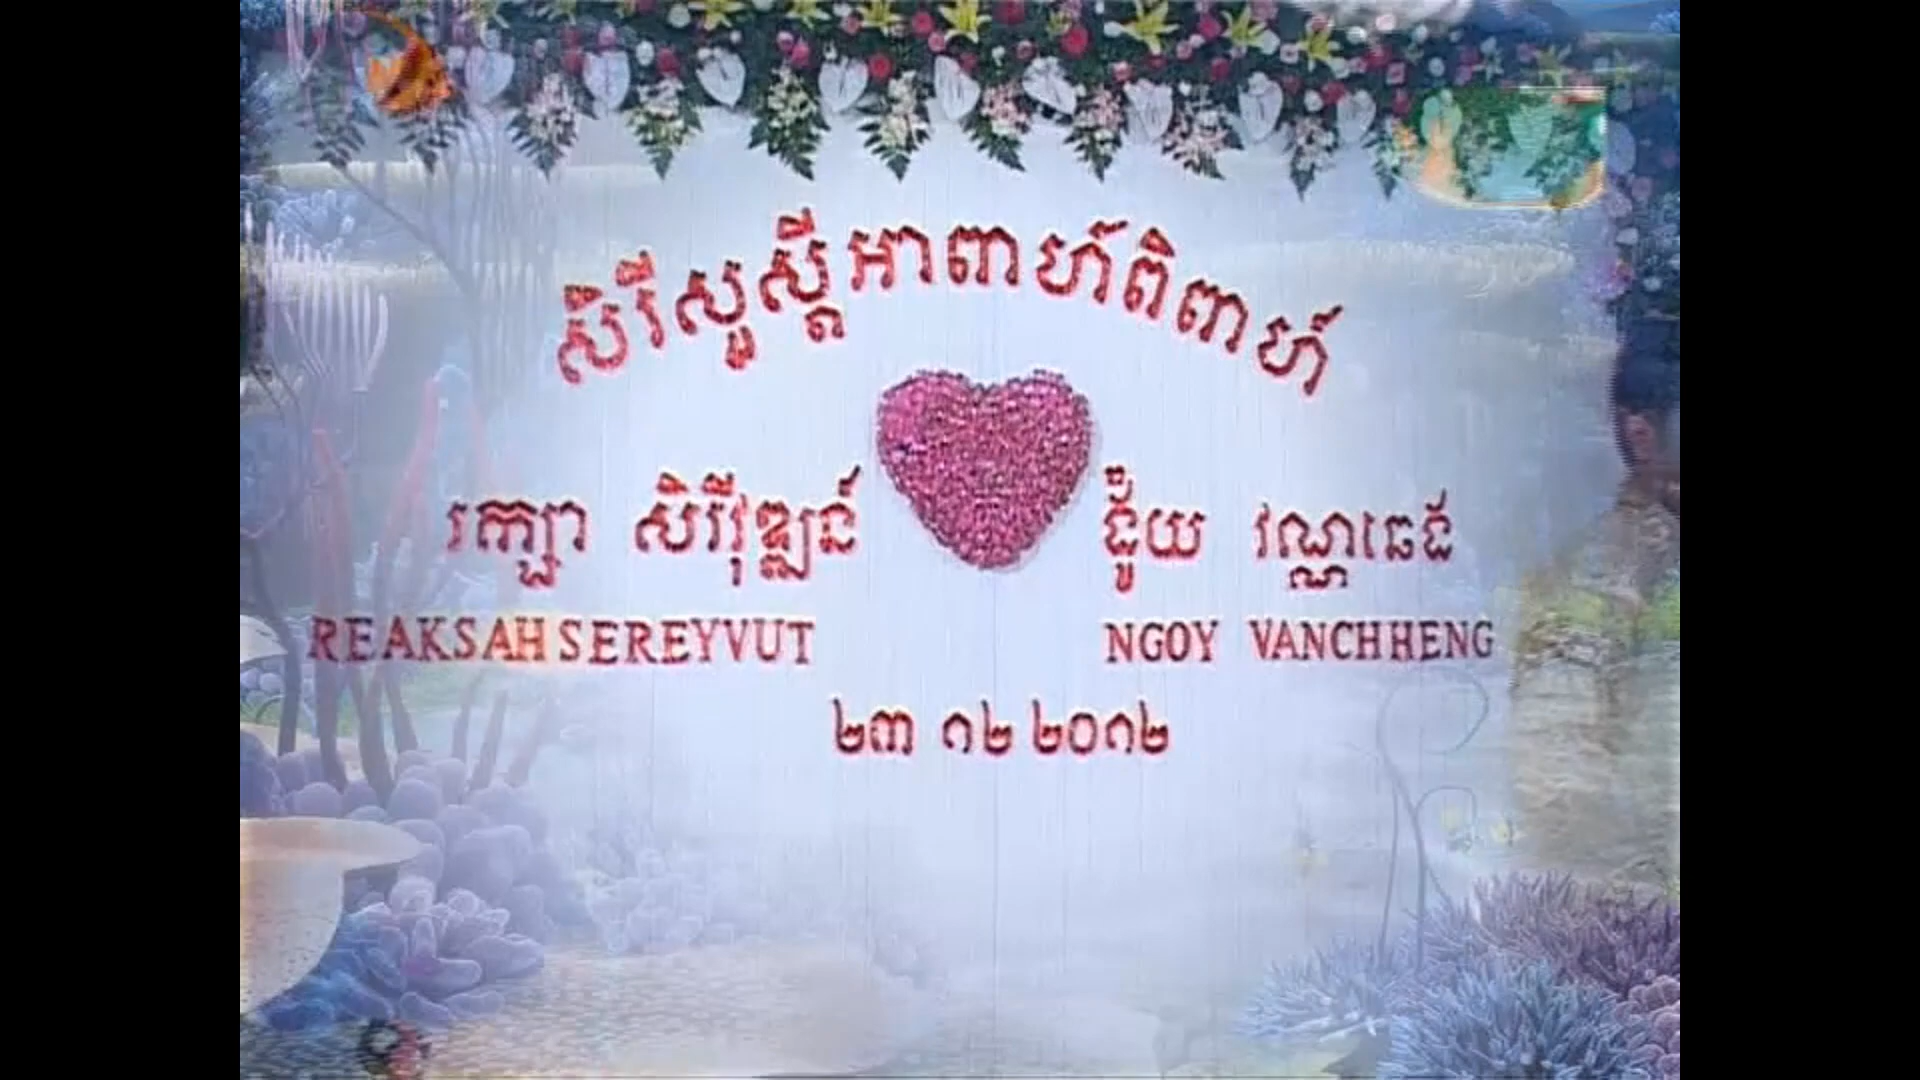 សិរីសួស្តីអាពាហ៍ពិពាហ៍
រក្សា សិរីវុឌ្ឍន៍ ង៉ូយ វណ្ណឆេង
REAKSAH SEREYVUT NGOY VANCHHENG
២៣ ១២ ២០១២